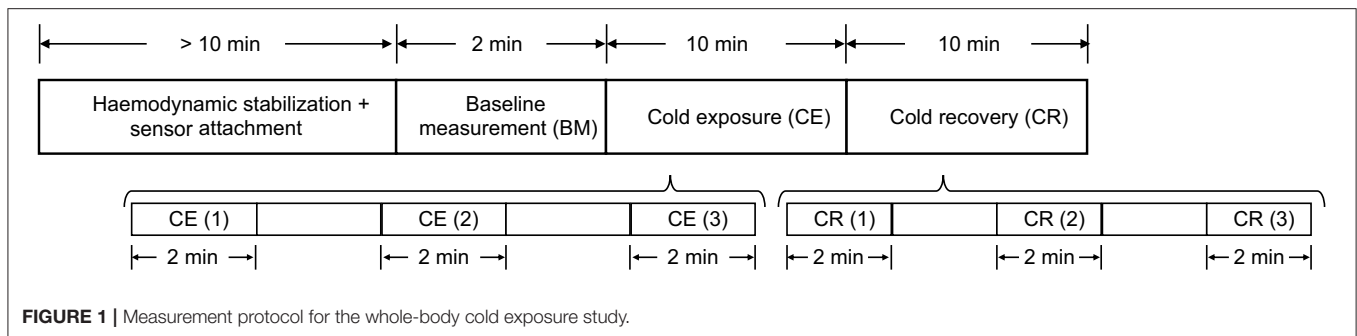 > 10 min 2 min 10 min 10 min
Haemodynamic stabilization +
sensor attachment
Baseline
measurement (BM)
Cold exposure (CE)
Cold recovery (CR)
CE (1) CE (2) CE (3) CR (1) CR (2) CR (3)
2 min 2 min 2 min 2 min 2 min 2 min
FIGURE 1 | Measurement protocol for the whole-body cold exposure study.